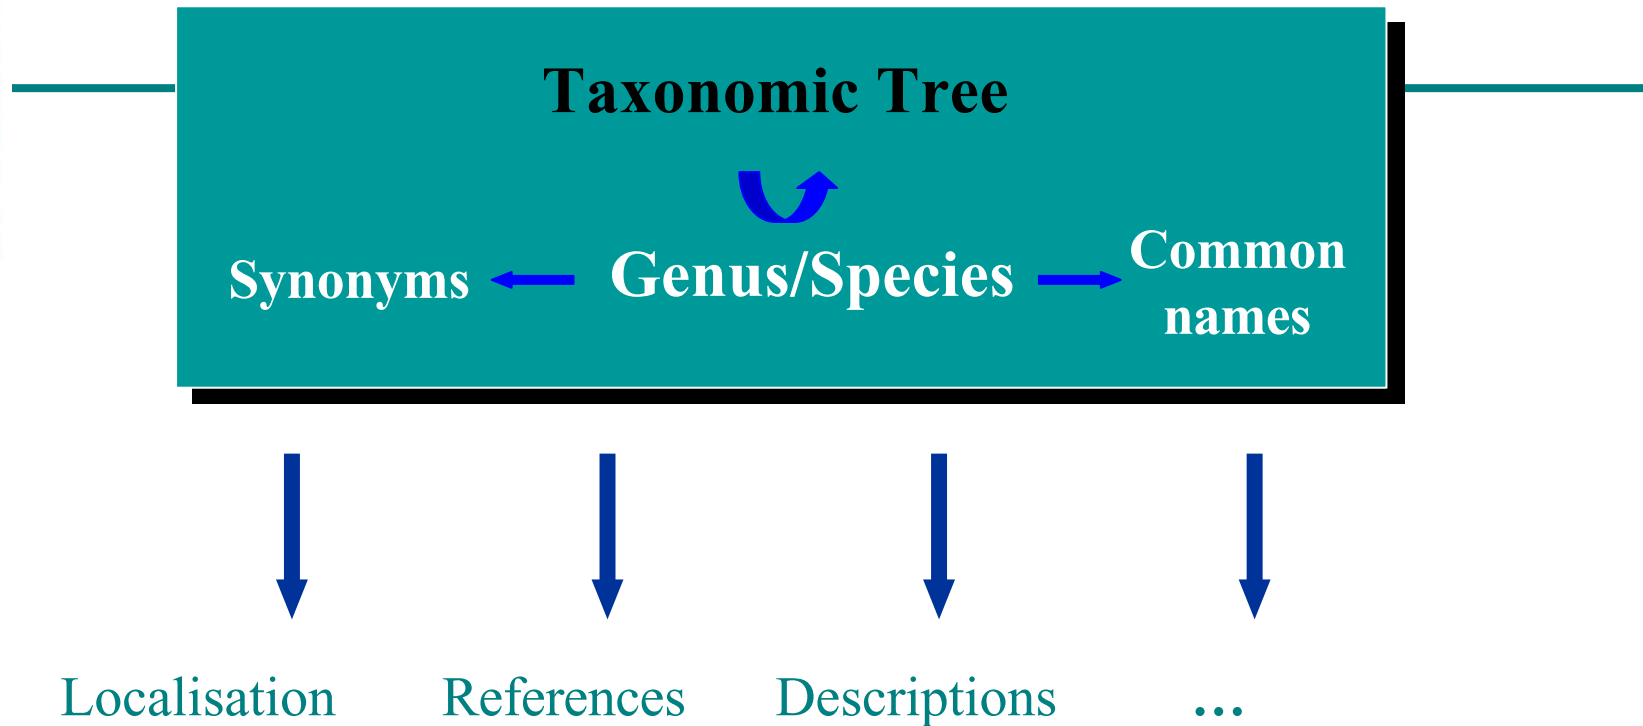 Taxonomic Tree
Synonyms
Genus/Species
Common
names
Localisation
References
Descriptions
...